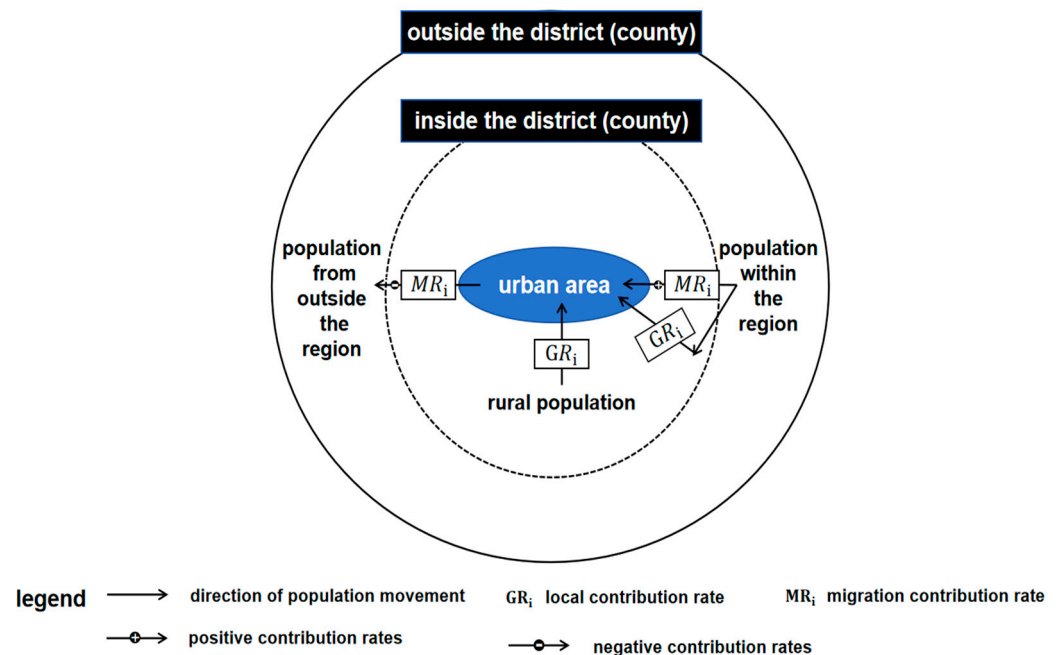 outside the district (county)
inside the district (county)
population
from
outside
the
region
MRi
urban area
MRi
population
within
the
region
GRi
GRi
rural population
legend
direction of population movement
GRi local contribution rate
MRi migration contribution rate
positive contribution rates
negative contribution rates